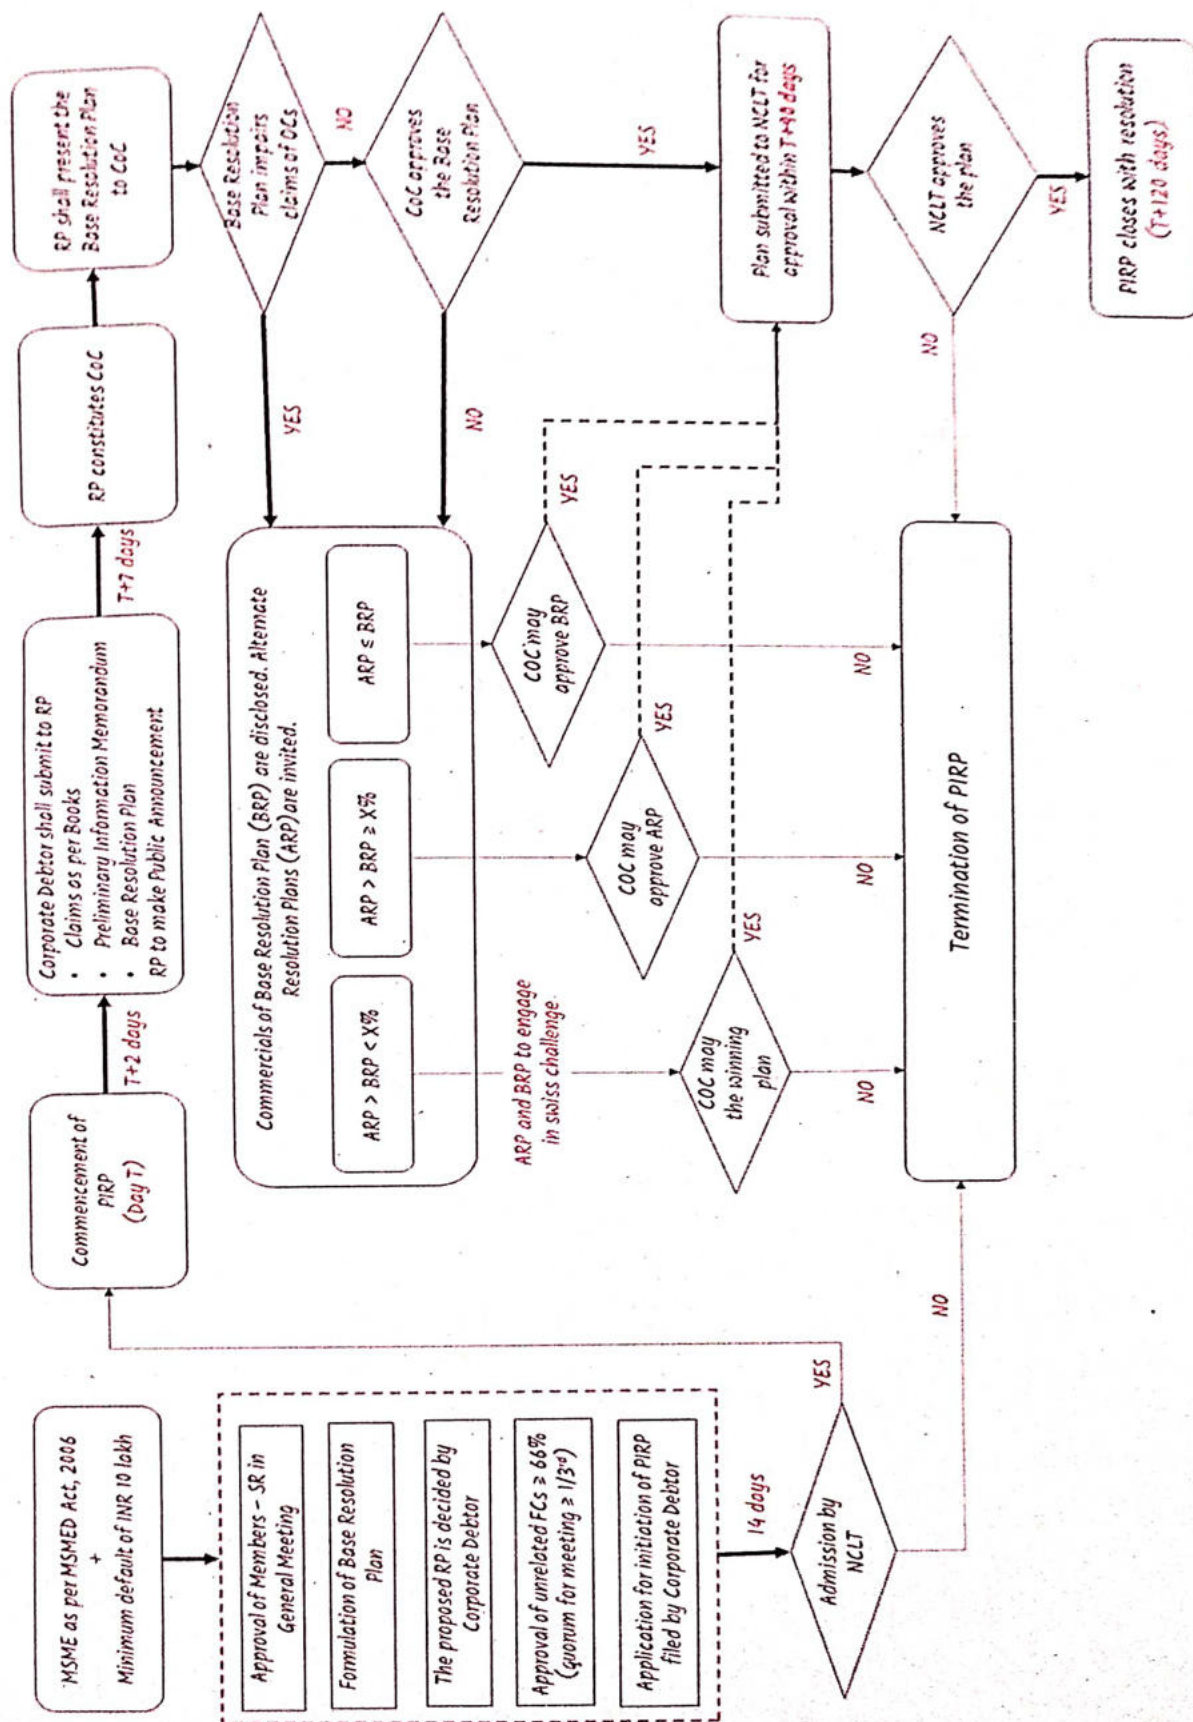 MSME as per MSMED Act, 2006
+
Minimum default of INR 10 lakh
Approval of Members - SR in
General Meeting
Formulation of Base Resolution
Plan
The proposed RP is decided by
Corporate Debtor
Approval of unrelated FCs ≥ 66%
(Quorum for meeting ≥ 1/3rd)
Application for initiation of PIRP
filed by Corporate Debtor
14 days
Admission by
NCLT
YES
NO
Commencement of
PIRP
(Day T)
T+2 days
Corporate Debtor shall submit to RP
• Claims as per Books
• Preliminary Information Memorandum
• Base Resolution Plan
RP to make Public Announcement
T+7 days
RP constitutes CoC
RP shall present the
Base Resolution Plan
to CoC
Base Resolution
Plan impairs
claims of OCs
YES
NO
CoC approves
the Base
Resolution Plan
NO
YES
Commercials of Base Resolution Plan (BRP) are disclosed. Alternate
Resolution Plans (ARP) are invited.
ARP > BRP < X%
ARP > BRP ≥ X%
ARP ≤ BRP
ARP and BRP to engage
in swiss challenge
COC may
the winning
plan
YES
NO
COC may
approve ARP
YES
NO
COC may
approve BRP
YES
NO
Plan submitted to NCLT for
approval within T+90 days
NCLT approves
the plan
NO
YES
Termination of PIRP
PIRP closes with resolution
(T+120 days)